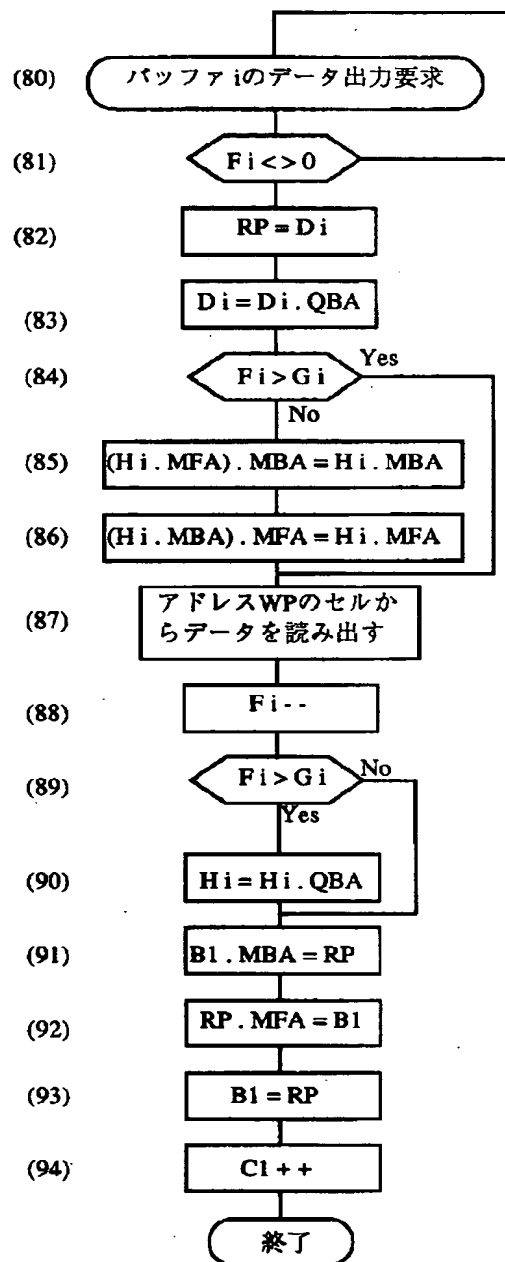 (80) バッファiのデータ出力要求
(81) Fi<>0
(82) RP=Di
(83) Di=Di.QBA
(84) Fi>Gi Yes
No
(85) (Hi.MFA).MBA=Hi.MBA
(86) (Hi.MBA).MFA=Hi.MFA
(87) アドレスWPのセルか
らデータを読み出す
(88) Fi--
(89) Fi>Gi No
Yes
(90) Hi=Hi.QBA
(91) B1.MBA=RP
(92) RP.MFA=B1
(93) B1=RP
(94) C1++
終了